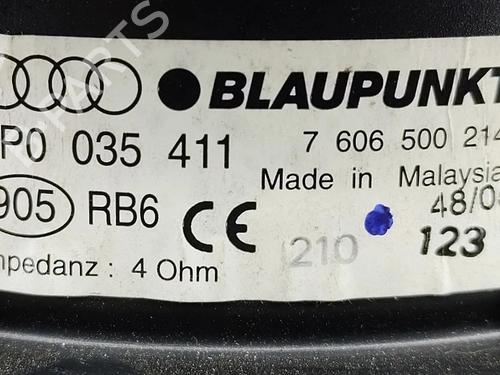 BLAUPUNKT
P0 035 411 7 606 500 214
905 RB6 CE Made in Malaysia
48/0
210 123
mpedanz : 4 Ohm